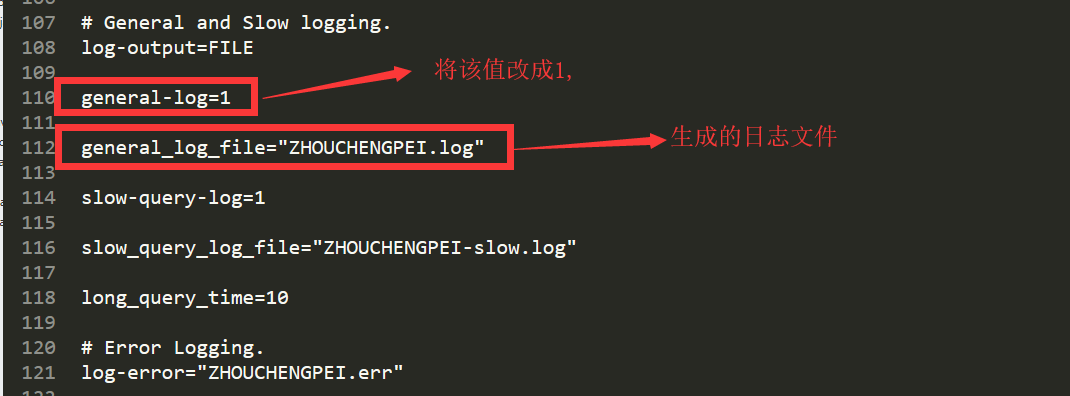 107 # General and Slow logging.
108 log-output=FILE
109
将该值改成1,
110 general-log=1
111
112 general_log_file="ZHOUCHENGPEI.log"
生成的日志文件
113
114 slow-query-log=1
115
116 slow_query_log_file="ZHOUCHENGPEI-slow.log"
117
118 long_query_time=10
119
120 # Error Logging.
121 log-error="ZHOUCHENGPEI.err"